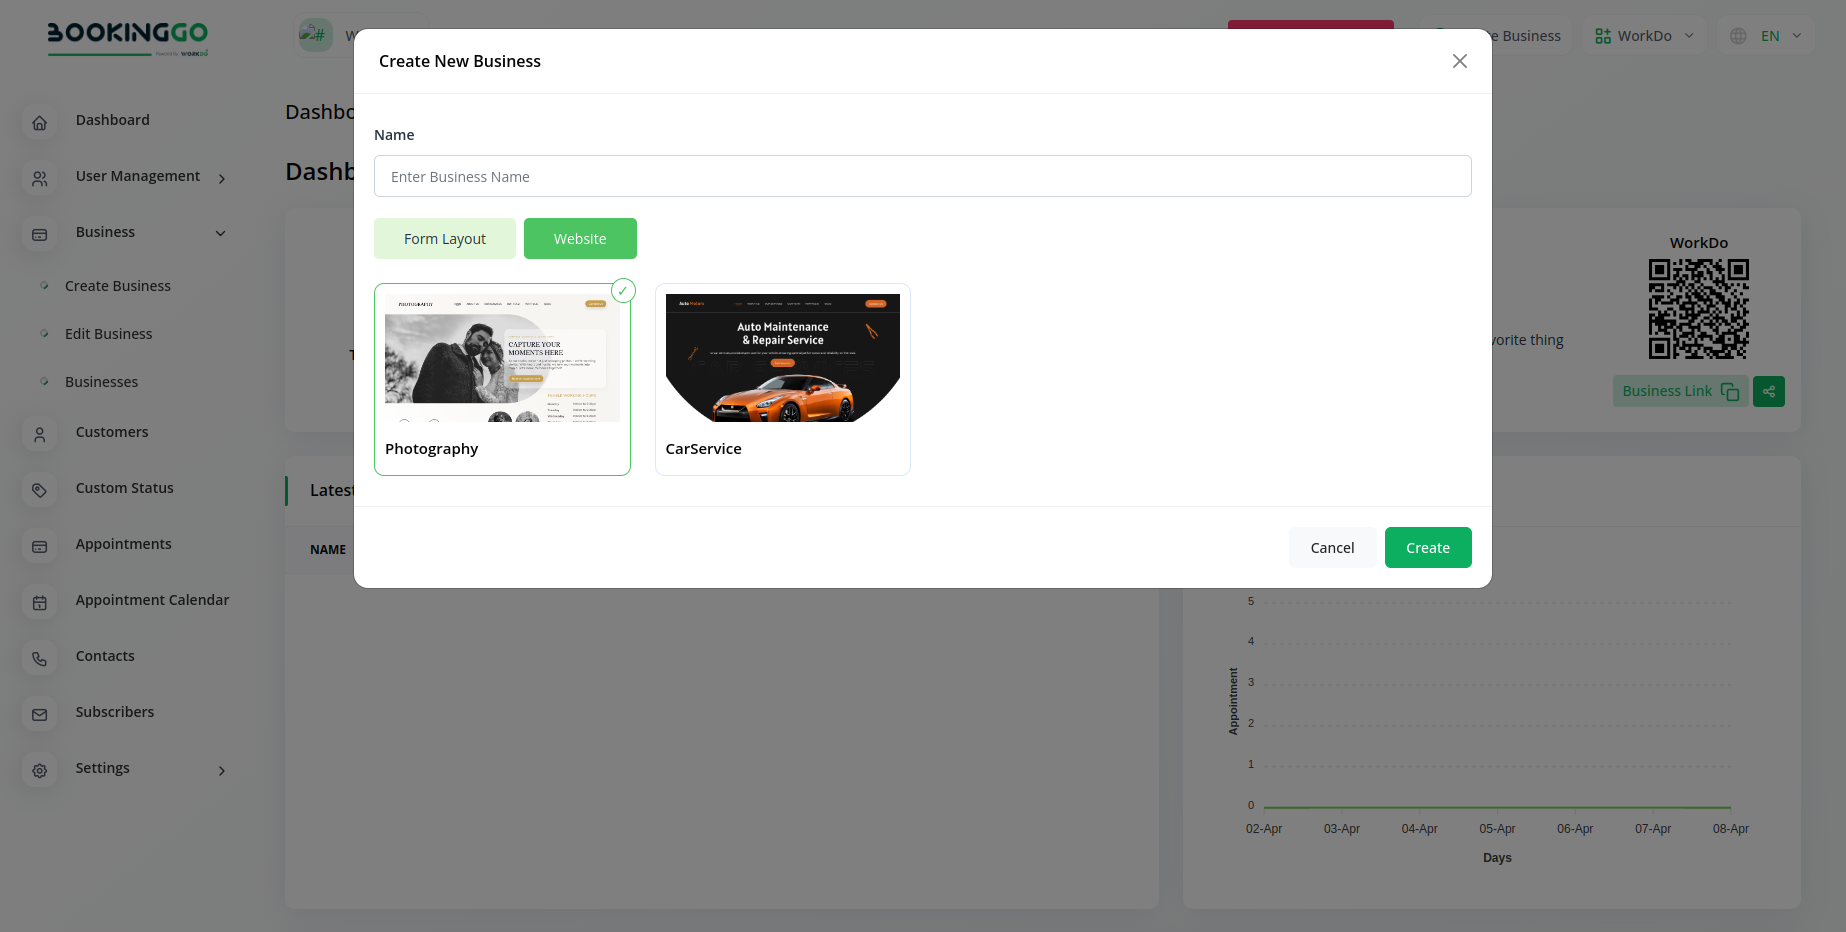 BOOKINGGO
Powered by WORKDO
#
W
e Business
WorkDo
EN
Create New Business
Dashboard
User Management
Business
Create Business
Edit Business
Businesses
Customers
Custom Status
Appointments
Appointment Calendar
Contacts
Subscribers
Settings
Dashbo
Dashb
Name
Enter Business Name
Form Layout
Website
PHOTOGRAPHY
CAPTURE YOUR
MOMENTS HERE
Photography
Auto Motors
Auto Maintenance
& Repair Service
CarService
Cancel
Create
WorkDo
vorite thing
Business Link
T
Latest
NAME
5
4
3
2
1
0
Appointment
02-Apr
03-Apr
04-Apr
05-Apr
06-Apr
07-Apr
08-Apr
Days